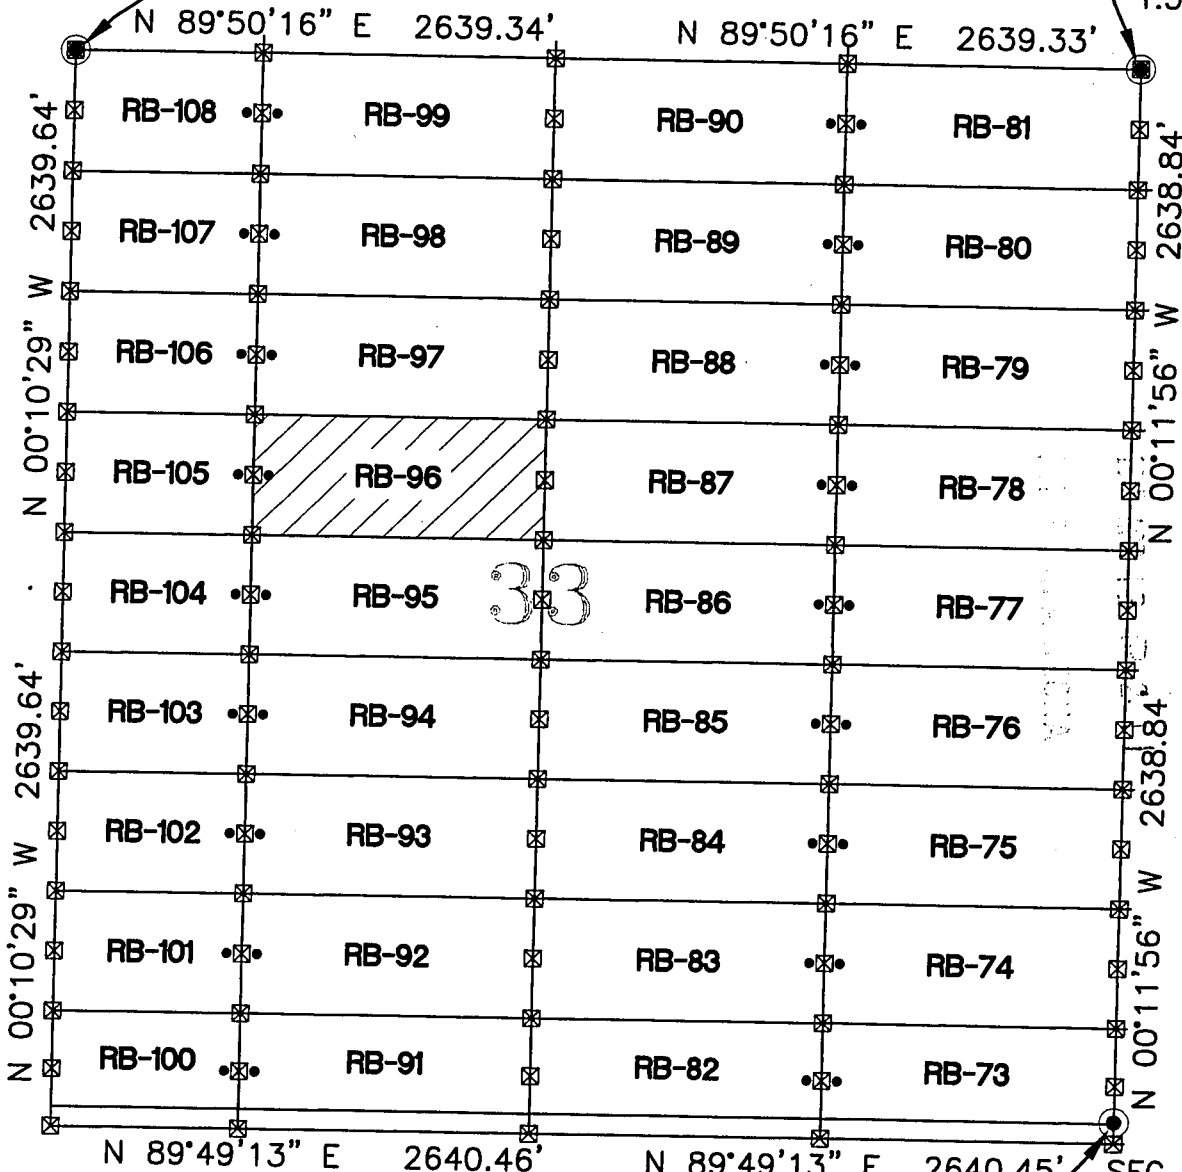 1.5
N 89°50'16" E 2639.34' N 89°50'16" E 2639.33'
N 00°10'29" W 2639.64'
N 00°11'56" W 2638.84'
RB-108 RB-99 RB-90 RB-81
RB-107 RB-98 RB-89 RB-80
RB-106 RB-97 RB-88 RB-79
RB-105 RB-96 RB-87 RB-78
RB-104 RB-95 RB-86 RB-77
33
RB-103 RB-94 RB-85 RB-76
RB-102 RB-93 RB-84 RB-75
RB-101 RB-92 RB-83 RB-74
RB-100 RB-91 RB-82 RB-73
N 00°10'29" W 2639.64'
N 00°11'56" W 2638.84'
N 89°49'13" E 2640.46' N 89°49'13" E 2640.45' SEC